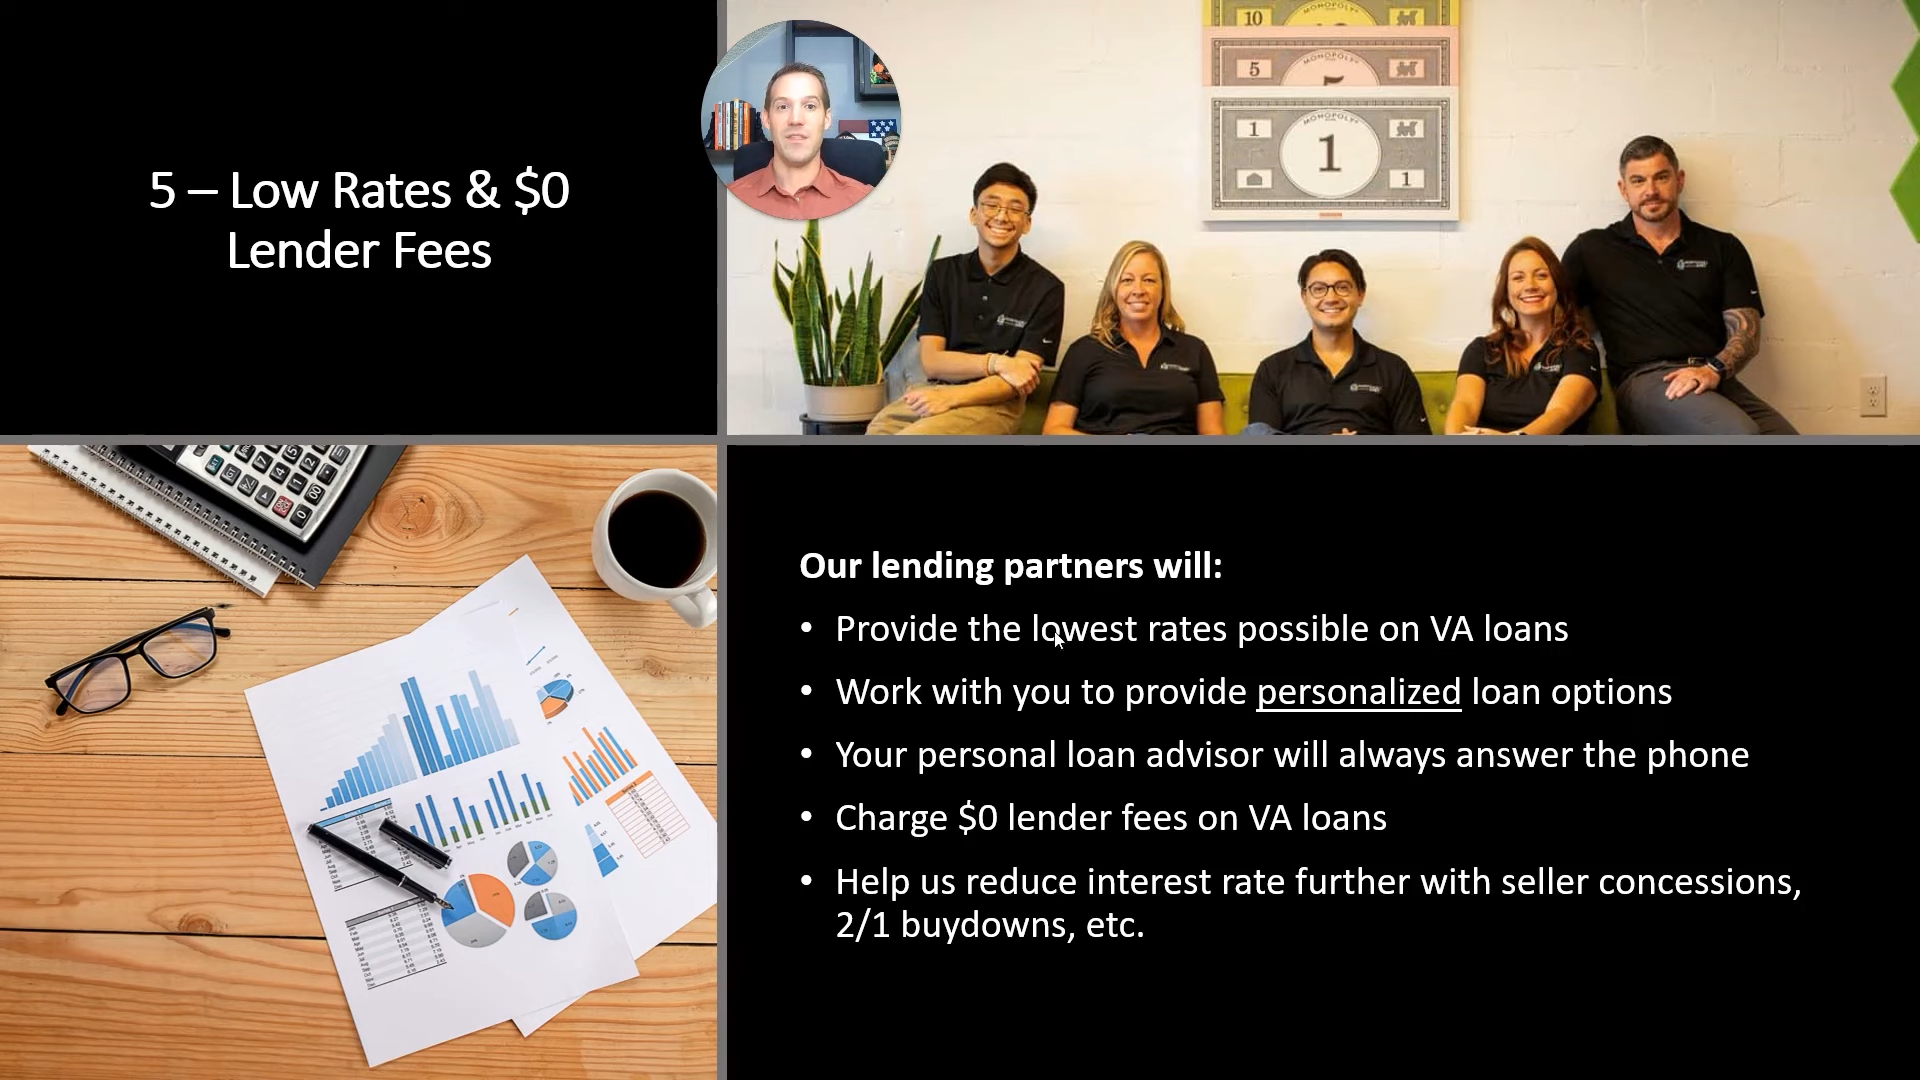 5 – Low Rates & $0
Lender Fees
10
MONOPOLY
5
5
MONOPOLY
1
1
1
Our lending partners will:
• Provide the lowest rates possible on VA loans
• Work with you to provide personalized loan options
• Your personal loan advisor will always answer the phone
• Charge $0 lender fees on VA loans
• Help us reduce interest rate further with seller concessions,
2/1 buydowns, etc.